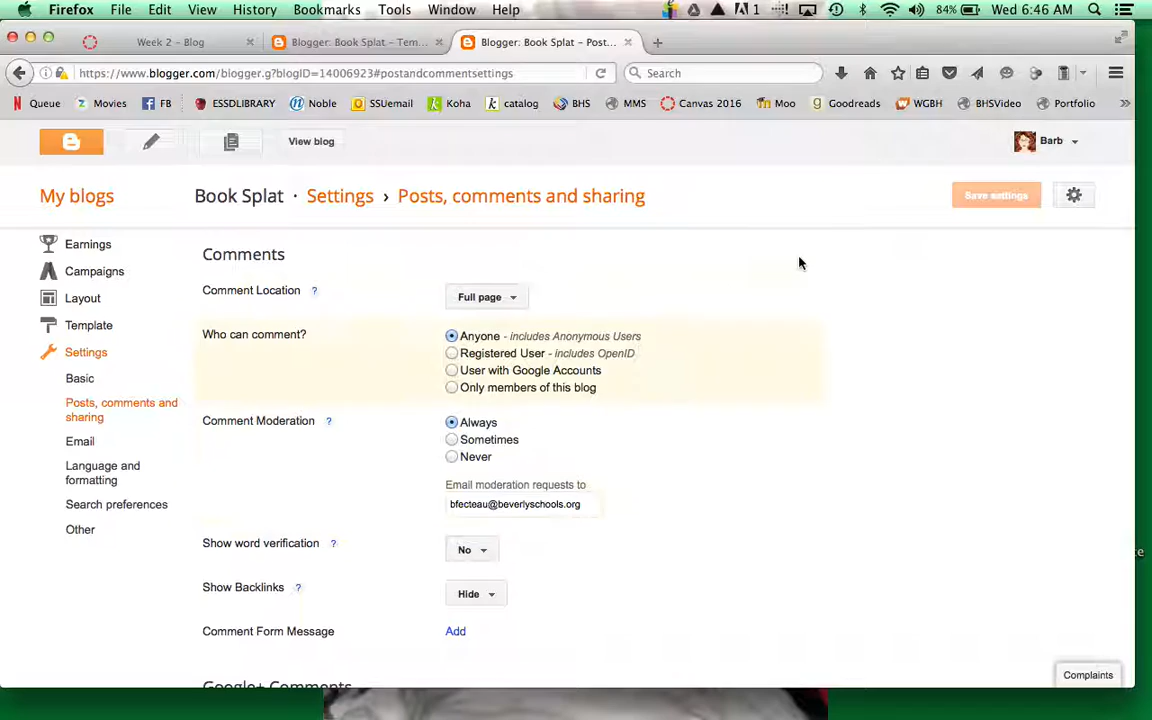 Firefox File Edit View History Bookmarks Tools Window Help 1 84% Wed 6:46 AM
Week 2 – Blog Blogger: Book Splat – Tem... Blogger: Book Splat – Post...
https://www.blogger.com/blogger.g?blogID=14006923#postandcommentsettings Search
Queue Movies FB ESSDLIBRARY Noble SSUemail Koha catalog BHS MMS Canvas 2016 Moo Goodreads WGBH BHSVideo Portfolio
View blog Barb
My blogs Book Splat · Settings › Posts, comments and sharing Save settings
Earnings
Campaigns
Layout
Template
Settings
Basic
Posts, comments and
sharing
Email
Language and
formatting
Search preferences
Other
Comments
Comment Location ? Full page
Who can comment? Anyone - includes Anonymous Users
Registered User - includes OpenID
User with Google Accounts
Only members of this blog
Comment Moderation ? Always
Sometimes
Never
Email moderation requests to
bfecteau@beverlyschools.org
Show word verification ? No
Show Backlinks ? Hide
Comment Form Message Add
Google+ Comments
Complaints